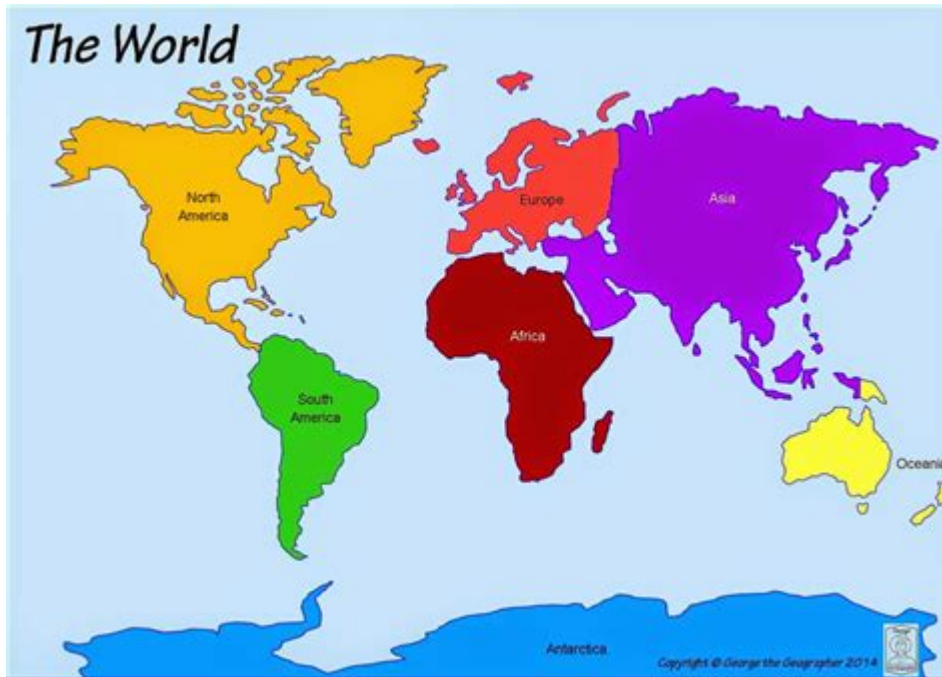 The World
North
America
Europe
Asia
Africa
South
America
Oceani
Antarctica
Copyright © George the Geographer 2014